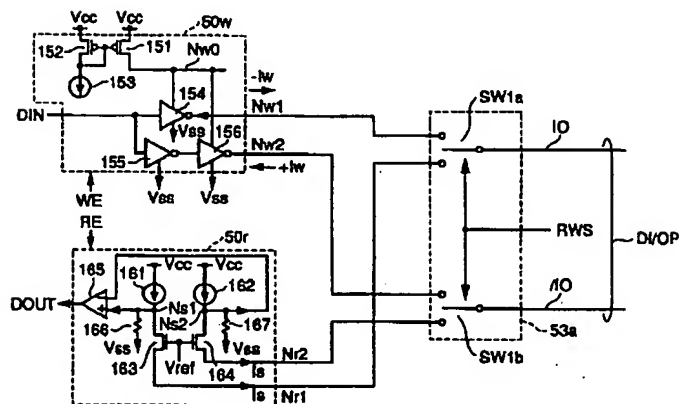 Vcc Vcc 50w
152 151
Nw0
153
-Iw
154
DIN
Vss
Nw1
SW1a
IO
156
Nw2
155
+Iw
Vss Vss
WE
RE
50r
RWS
DI/OP
165
161 Vcc Vcc
162
DOUT
Ns1
166 Ns2 167
/IO
53a
Vss Vss
Nr2
163 Vref 164
Is
SW1b
Is Nr1